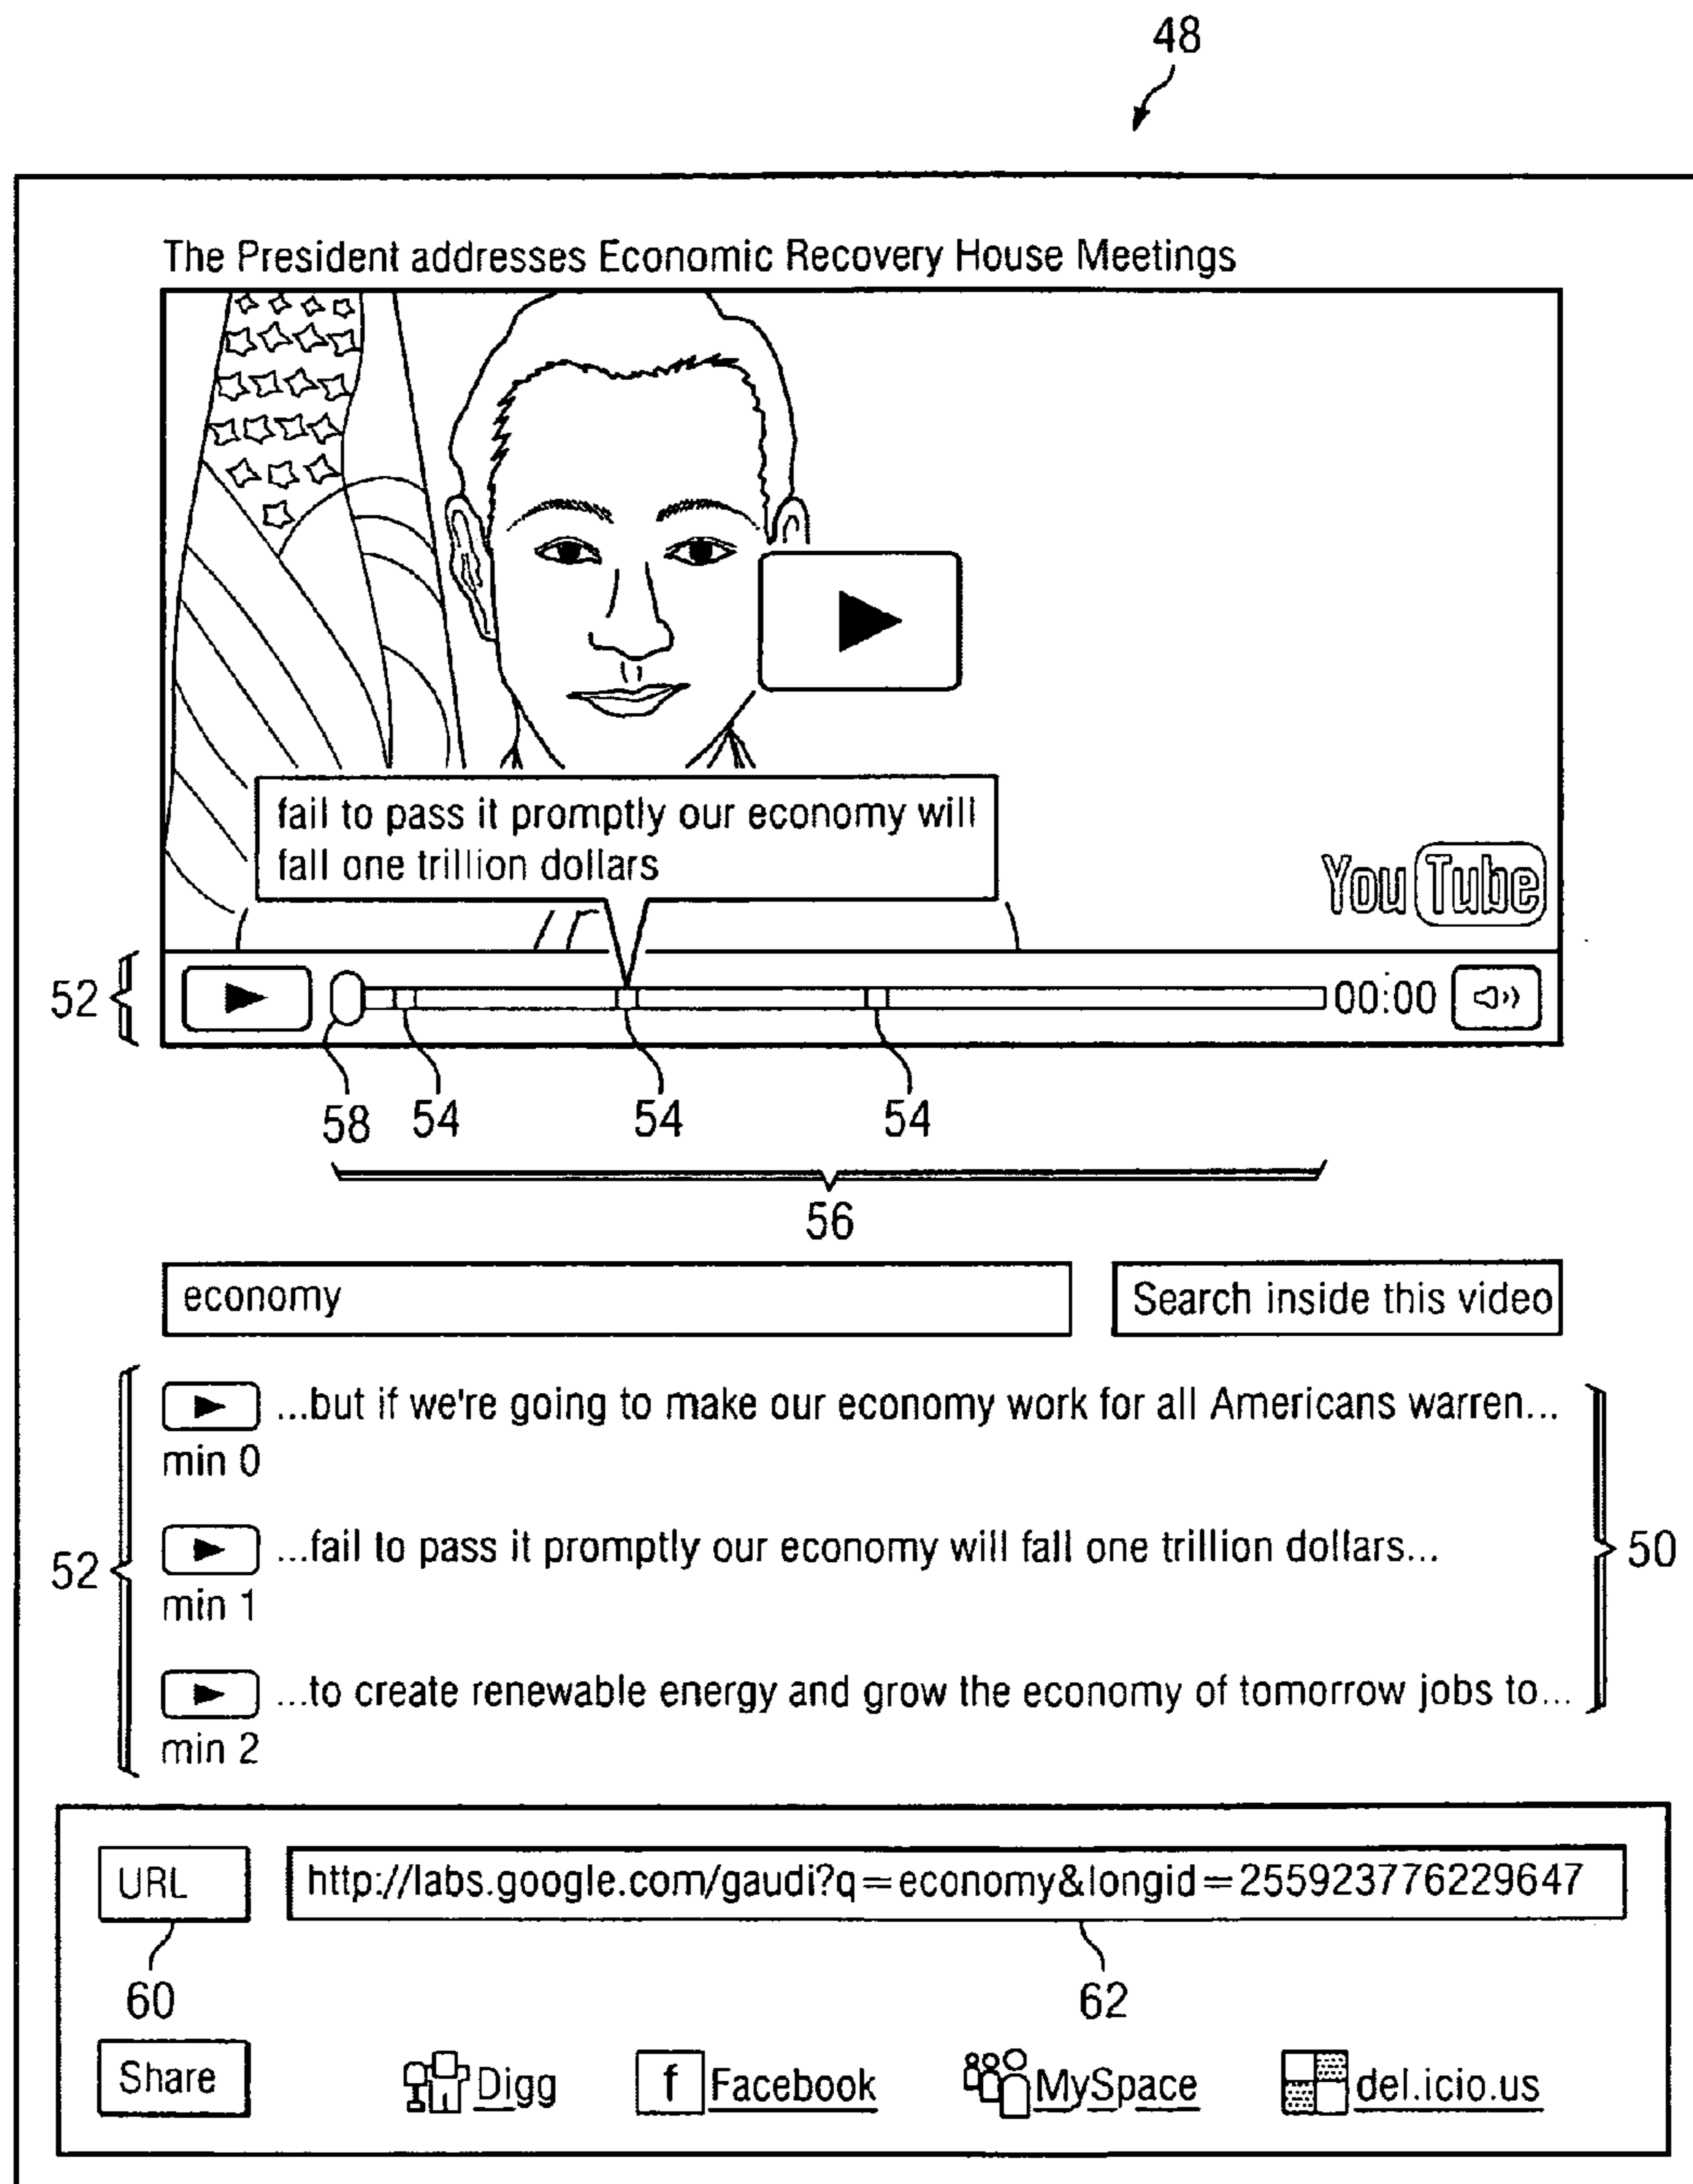 48
The President addresses Economic Recovery House Meetings
fail to pass it promptly our economy will
fall one trillion dollars
YouTube
52
00:00
58 54 54 54
56
economy
Search inside this video
...but if we're going to make our economy work for all Americans warren...
min 0
52
...fail to pass it promptly our economy will fall one trillion dollars...
50
min 1
...to create renewable energy and grow the economy of tomorrow jobs to...
min 2
URL
http://labs.google.com/gaudi?q=economy&longid=255923776229647
60 62
Share
Digg
f Facebook
MySpace
del.icio.us